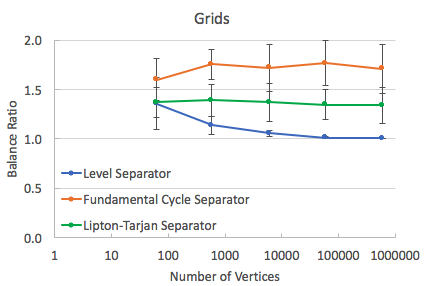 Grids
2.0
1.5
1.0
0.5
0.0
Balance Ratio
Level Separator
Fundamental Cycle Separator
Lipton-Tarjan Separator
1 10 100 1000 10000 100000 1000000
Number of Vertices